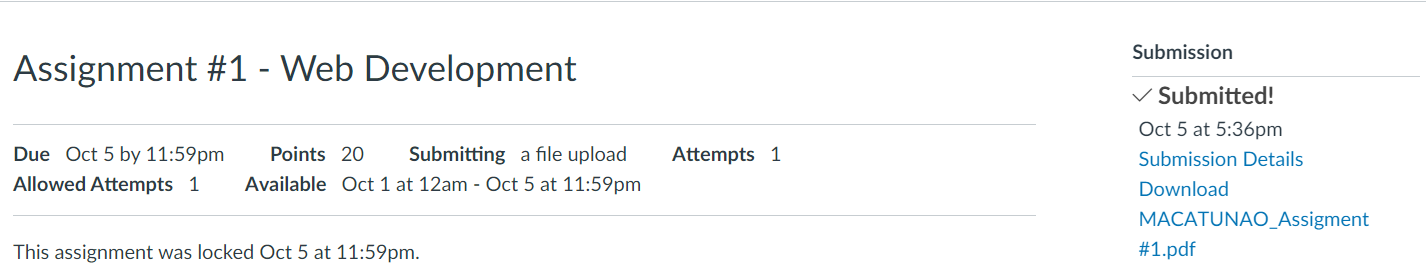 Assignment #1 - Web Development
Due Oct 5 by 11:59pm Points 20 Submitting a file upload Attempts 1
Allowed Attempts 1 Available Oct 1 at 12am - Oct 5 at 11:59pm
This assignment was locked Oct 5 at 11:59pm.
Submission
✓ Submitted!
Oct 5 at 5:36pm
Submission Details
Download
MACATUNAO_Assigment
#1.pdf